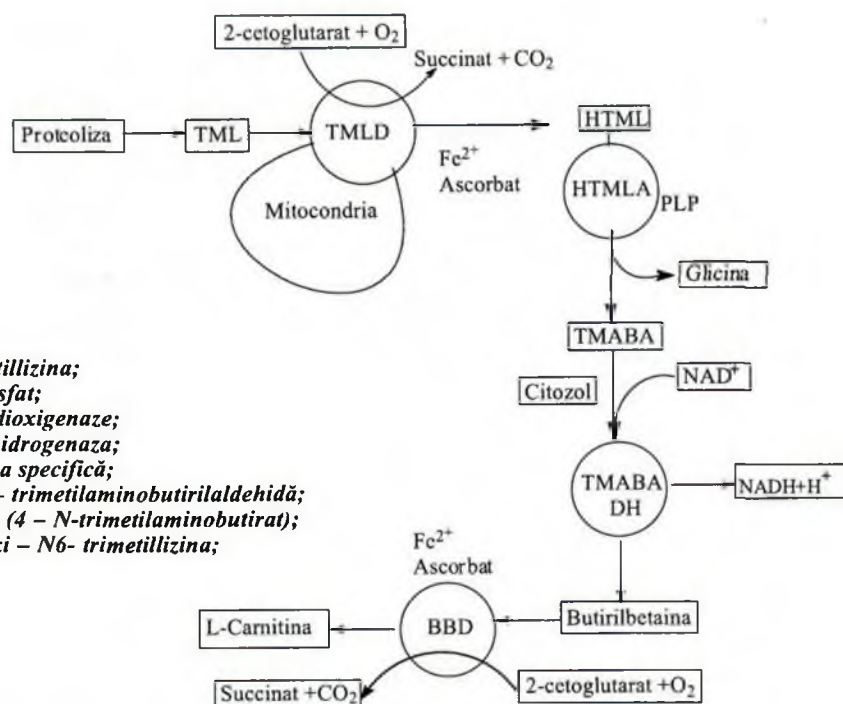 2-cetoglutarat + O₂
Succinat + CO₂
Proteoliza
TML
TMLD
Fe²⁺
Ascorbat
HTML
HTMLA
PLP
Mitocondria
Glicina
TMABA
Citozol
NAD⁺
tillizina;
sfat;
dioxigenaze;
idrogenaza;
a specifică;
- trimetilaminobutirilaldehidă;
(4 – N-trimetilaminobutirat);
ci – N6- trimetillizina;
TMABA
DH
NADH+H⁺
Fe²⁺
Ascorbat
L-Carnitina
BBD
Butirilbetaina
Succinat +CO₂
2-cetoglutarat +O₂